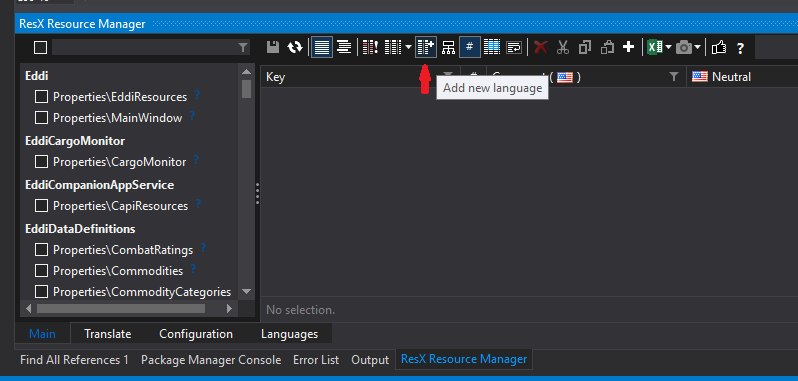 ResX Resource Manager
#
?
Key
#
( )
Neutral
Add new language
Eddi
Properties\EddiResources ?
Properties\MainWindow ?
EddiCargoMonitor
Properties\CargoMonitor ?
EddiCompanionAppService
Properties\CapiResources ?
EddiDataDefinitions
Properties\CombatRatings ?
Properties\Commodities ?
Properties\CommodityCategories
No selection.
Main Translate Configuration Languages
Find All References 1 Package Manager Console Error List Output ResX Resource Manager